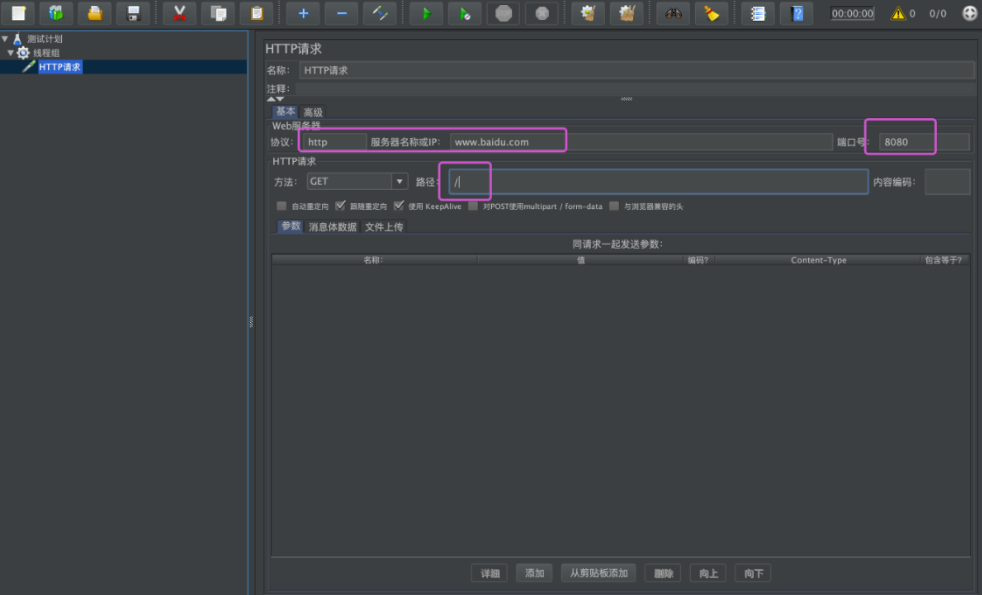 00:00:00 0 0/0
测试计划
线程组
HTTP请求
HTTP请求
名称： HTTP请求
注释：
基本 高级
Web服务器
协议： http 服务器名称或IP： www.baidu.com 端口号： 8080
HTTP请求
方法： GET 路径： / 内容编码：
自动重定向 跟随重定向 使用 KeepAlive 对POST使用multipart / form-data 与浏览器兼容的头
参数 消息体数据 文件上传
同请求一起发送参数：
名称： 值 编码? Content-Type 包含等于?
详细 添加 从剪贴板添加 删除 向上 向下